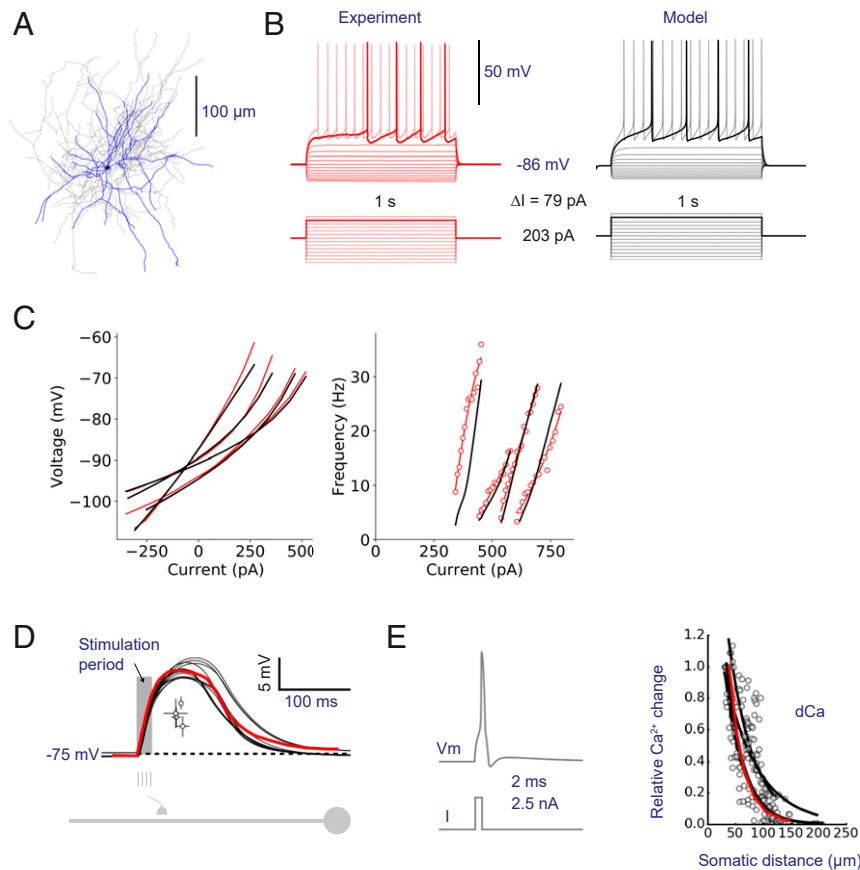 A
100 µm
B
Experiment
Model
50 mV
-86 mV
1 s
ΔI = 79 pA
1 s
203 pA
C
−60
−70
−80
−90
−100
Voltage (mV)
−250
0
250
500
Current (pA)
30
20
10
0
Frequency (Hz)
0
250
500
750
Current (pA)
D
Stimulation
period
5 mV
100 ms
-75 mV
E
Vm
2 ms
2.5 nA
I
1.2
1.0
0.8
0.6
0.4
0.2
0.0
Relative Ca²⁺ change
dCa
0
50
100
150
200
250
Somatic distance (µm)